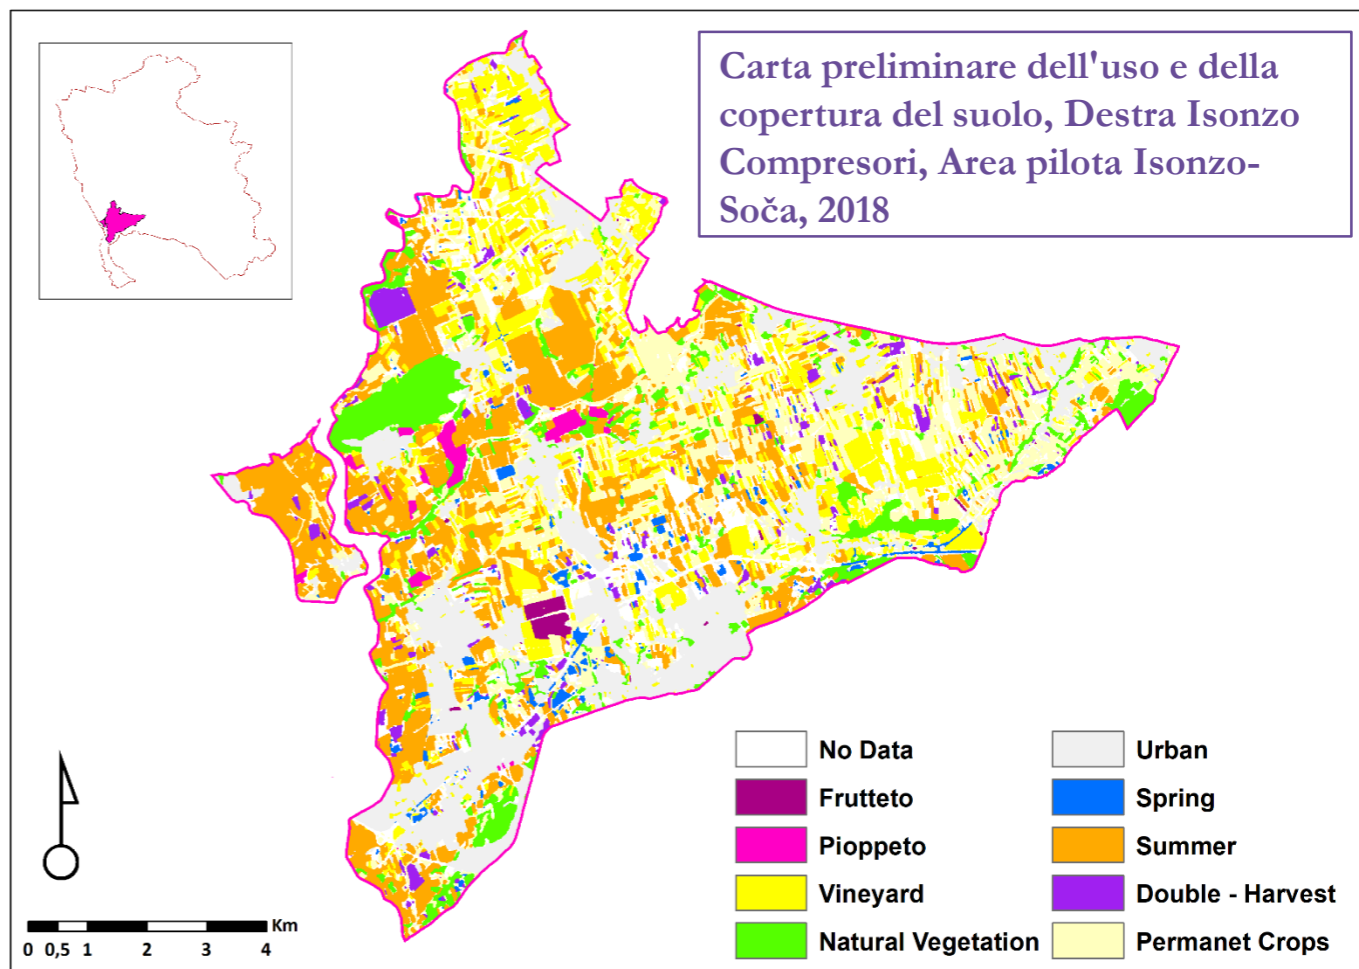 Carta preliminare dell'uso e della
copertura del suolo, Destra Isonzo
Compresori, Area pilota Isonzo-
Soča, 2018
No Data
Frutteto
Pioppeto
Vineyard
Natural Vegetation
Urban
Spring
Summer
Double - Harvest
Permanet Crops
Km
0 0,5 1 2 3 4